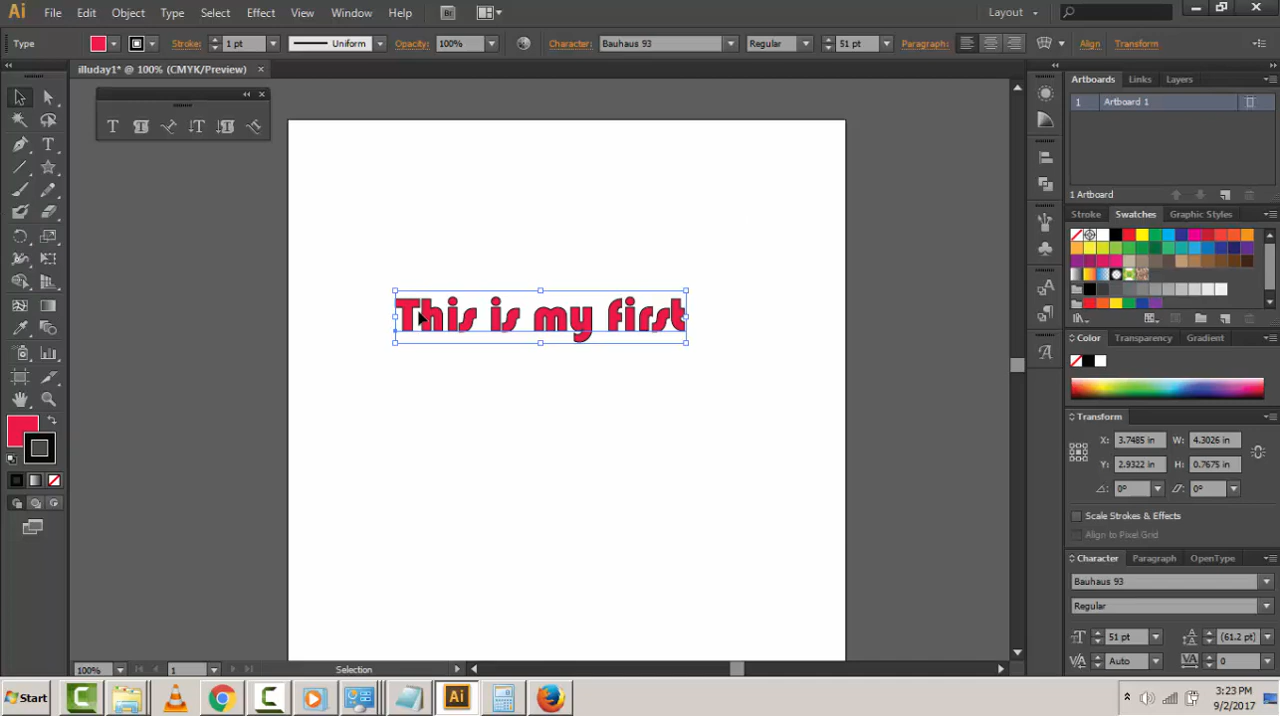 Ai File Edit Object Type Select Effect View Window Help Br Layout
Type Stroke: 1 pt Uniform Opacity: 100% Character: Bauhaus 93 Regular 51 pt Paragraph: Align Transform
illuday1* @ 100% (CMYK/Preview)
Artboards Links Layers
1 Artboard 1
1 Artboard
Stroke Swatches Graphic Styles
This is my first
Color Transparency Gradient
Transform
X: 3.7485 in W: 4.3026 in
Y: 2.9322 in H: 0.7675 in
0° 0°
Scale Strokes & Effects
Align to Pixel Grid
Character Paragraph OpenType
Bauhaus 93
Regular
51 pt (61.2 pt)
Auto 0
100% 1 Selection
Start Ai 3:23 PM
9/2/2017